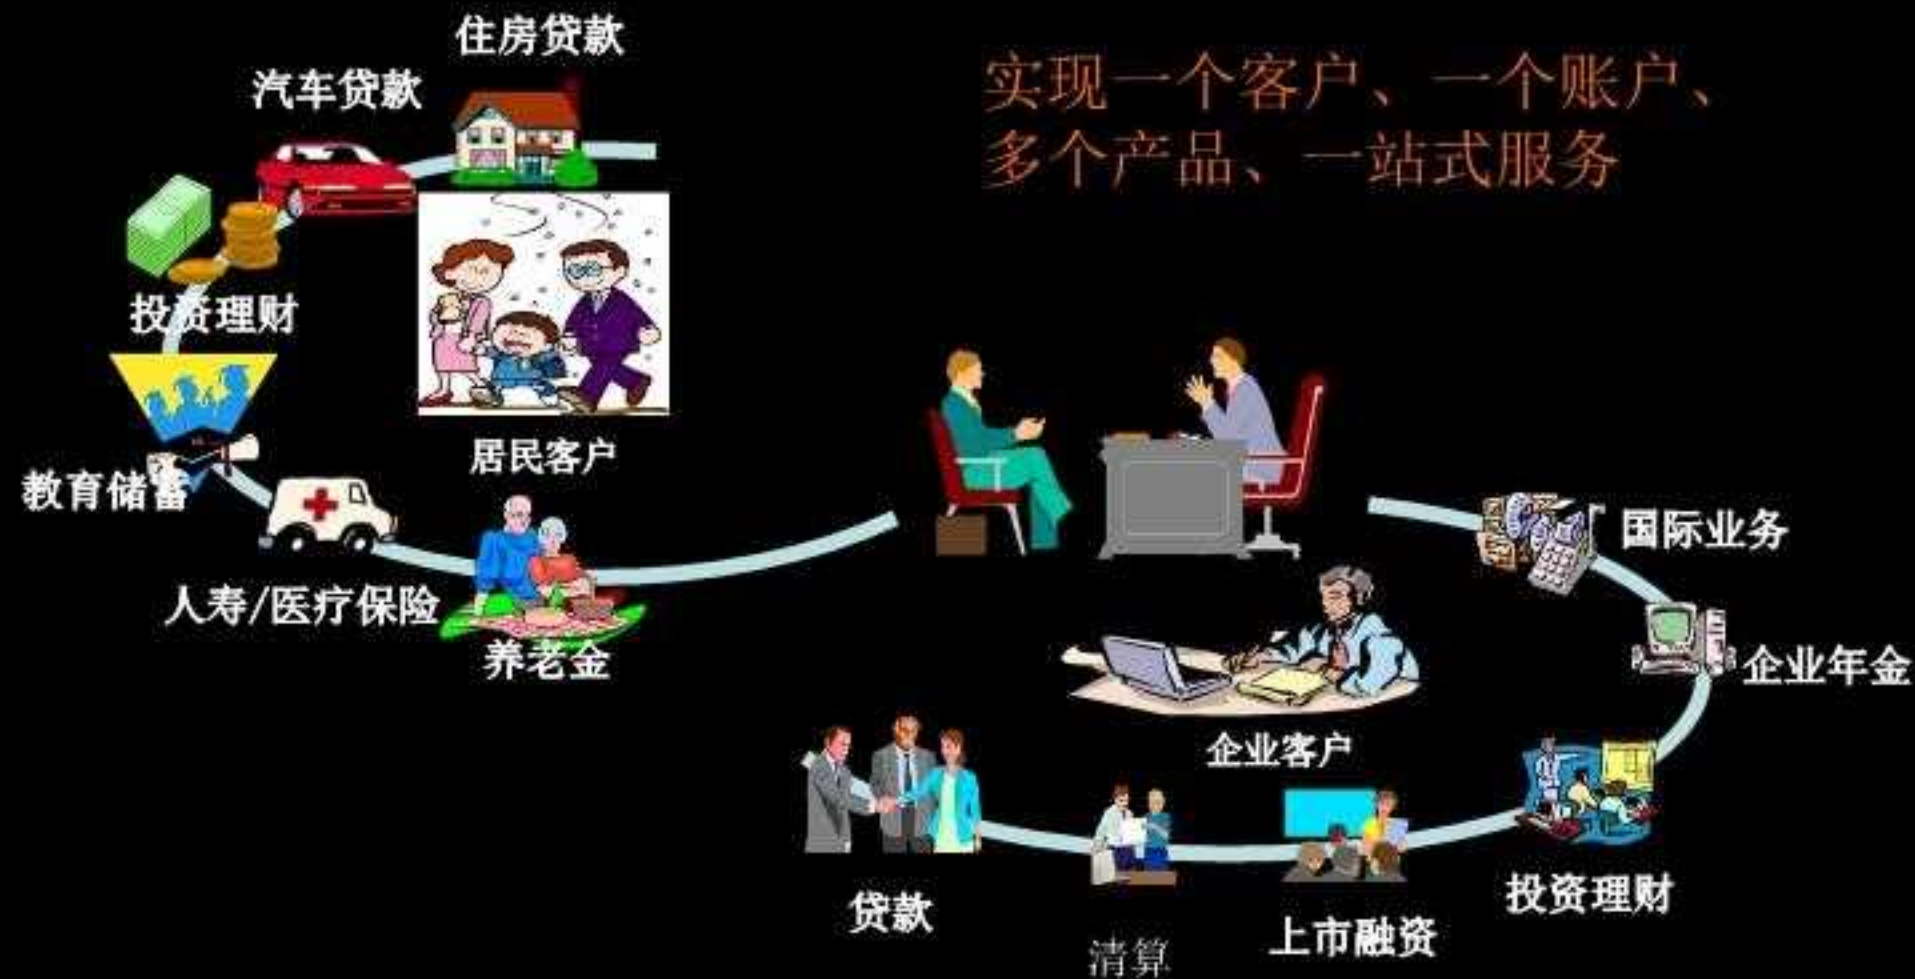 住房贷款
汽车贷款
实现一个客户、一个账户、
多个产品、一站式服务
投资理财
居民客户
教育储蓄
人寿/医疗保险
养老金
国际业务
企业年金
企业客户
贷款
清算
上市融资
投资理财